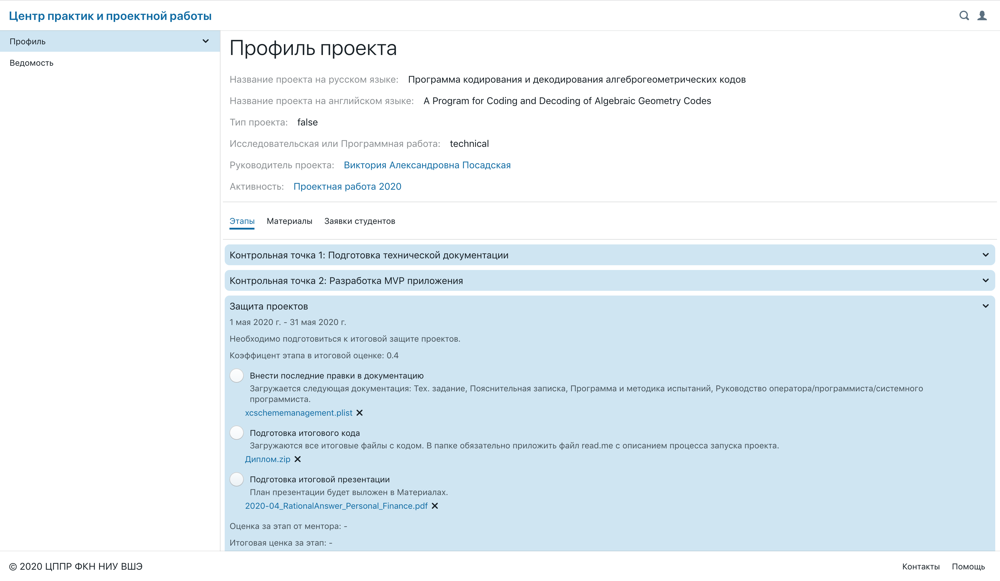 Центр практик и проектной работы
Профиль
Ведомость
Профиль проекта
Название проекта на русском языке: Программа кодирования и декодирования алгеброгеометрических кодов
Название проекта на английском языке: A Program for Coding and Decoding of Algebraic Geometry Codes
Тип проекта: false
Исследовательская или Программная работа: technical
Руководитель проекта: Виктория Александровна Посадская
Активность: Проектная работа 2020
Этапы Материалы Заявки студентов
Контрольная точка 1: Подготовка технической документации
Контрольная точка 2: Разработка MVP приложения
Защита проектов
1 мая 2020 г. - 31 мая 2020 г.
Необходимо подготовиться к итоговой защите проектов.
Коэффицент этапа в итоговой оценке: 0.4
Внести последние правки в документацию
Загружается следующая документация: Тех. задание, Пояснительная записка, Программа и методика испытаний, Руководство оператора/программиста/системного
программиста.
xcschememanagement.plist
Подготовка итогового кода
Загружаются все итоговые файлы с кодом. В папке обязательно приложить файл read.me с описанием процесса запуска проекта.
Диплом.zip
Подготовка итоговой презентации
План презентации будет выложен в Материалах.
2020-04_RationalAnswer_Personal_Finance.pdf
Оценка за этап от ментора: -
Итоговая ценка за этап: -
© 2020 ЦППР ФКН НИУ ВШЭ
Контакты Помощь